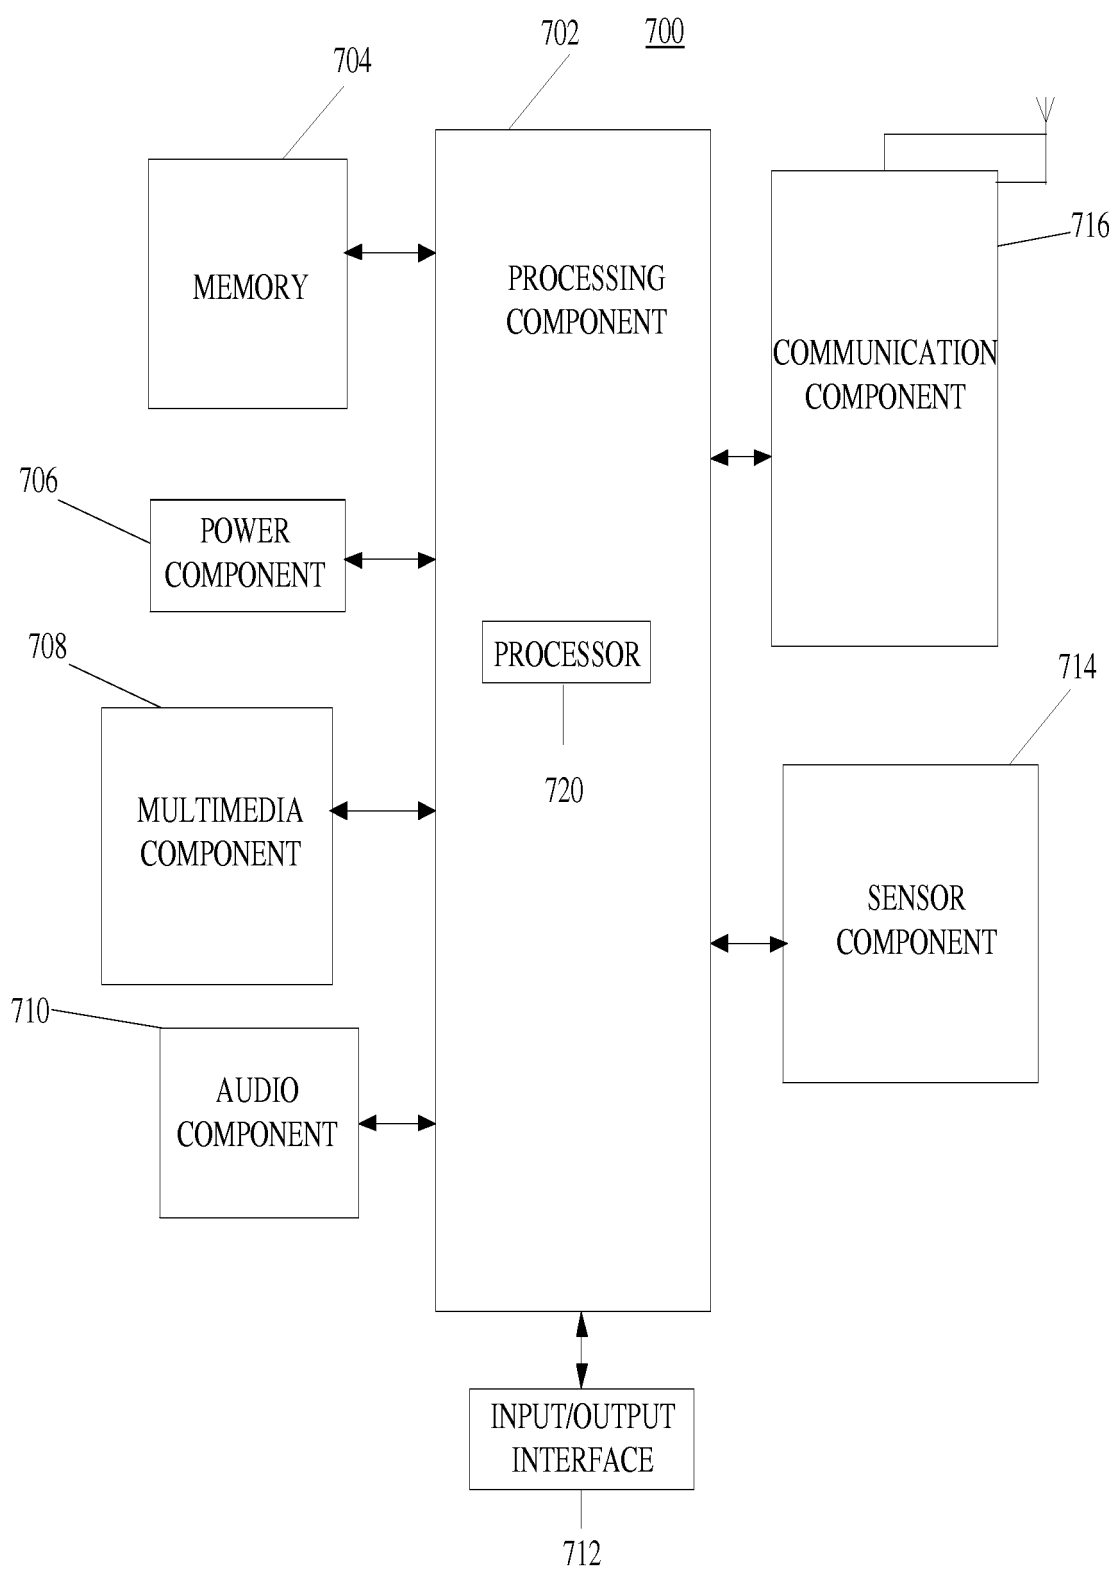 702
700
704
MEMORY
PROCESSING
COMPONENT
716
COMMUNICATION
COMPONENT
706
POWER
COMPONENT
708
PROCESSOR
714
720
MULTIMEDIA
COMPONENT
SENSOR
COMPONENT
710
AUDIO
COMPONENT
INPUT/OUTPUT
INTERFACE
712